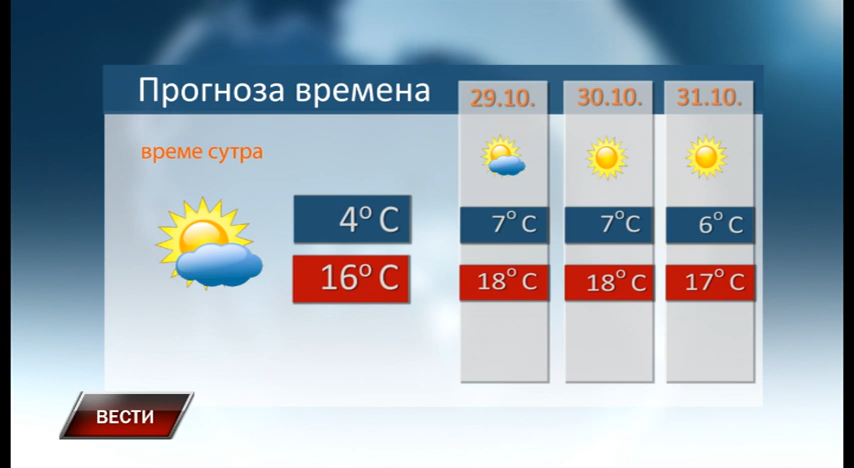 Прогноза времена
време сутра
4° C
16° C
29.10.
7° C
18° C
30.10.
7°C
18° C
31.10.
6° C
17° C
ВЕСТИ